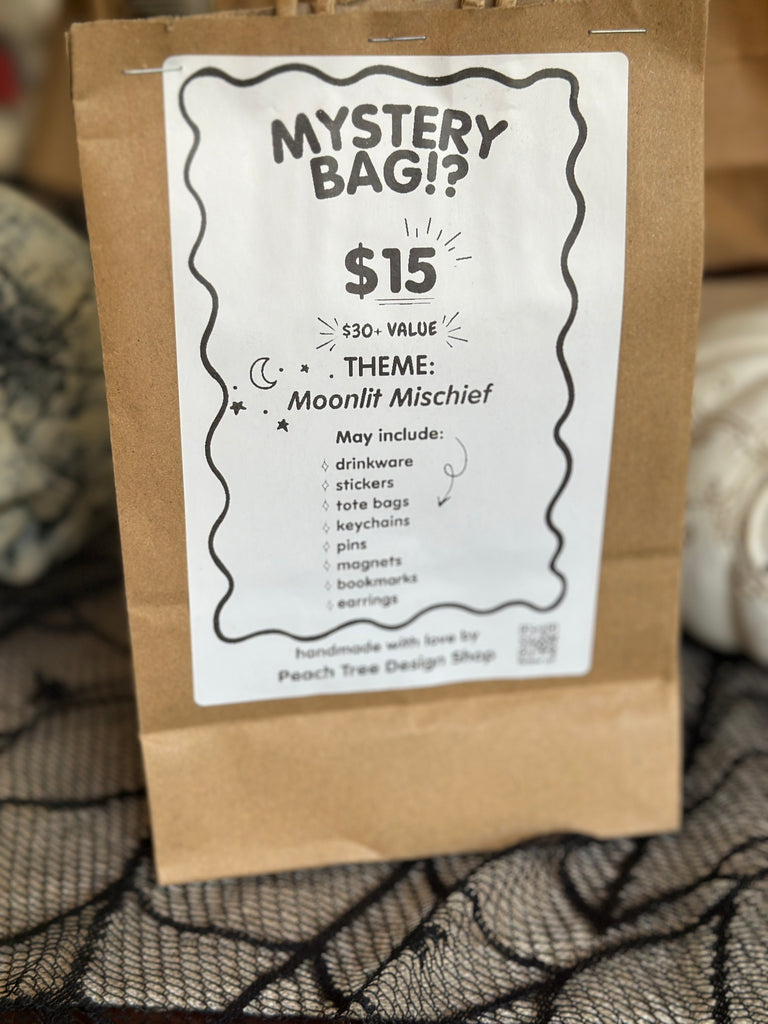 MYSTERY
BAG!?
$15
$30+ VALUE
THEME:
Moonlit Mischief
May include:
drinkware
stickers
tote bags
keychains
pins
magnets
bookmarks
earrings
handmade with love by
Peach Tree Design Shop